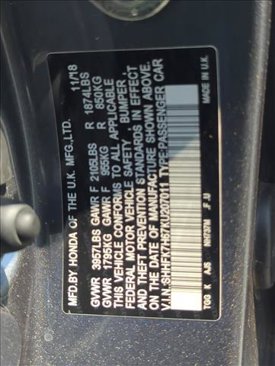 MFD.BY HONDA OF THE U.K. MFG.,LTD. 11/18
GVWR 3957LBS GAWR F 2105LBS R 1874LBS
GVWR 1795KG GAWR F 955KG R 850KG
THIS VEHICLE CONFORMS TO ALL APPLICABLE
FEDERAL MOTOR VEHICLE SAFETY, BUMPER,
AND THEFT PREVENTION STANDARDS IN EFFECT
ON THE DATE OF MANUFACTURE SHOWN ABOVE.
V.I.N. TYPE:PASSENGER CAR
MADE IN U.K.
TGG K A/S